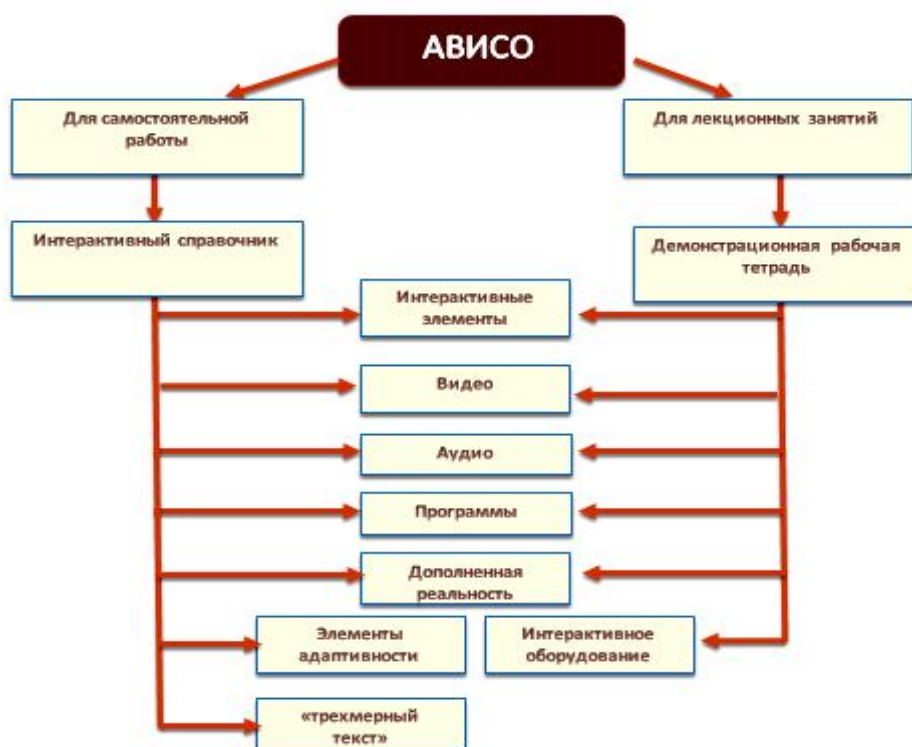 АВИСО
Для самостоятельной
работы
Для лекционных занятий
Интерактивный справочник
Демонстрационная рабочая
тетрадь
Интерактивные
элементы
Видео
Аудио
Программы
Дополненная
реальность
Элементы
адаптивности
Интерактивное
оборудование
«трехмерный
текст»